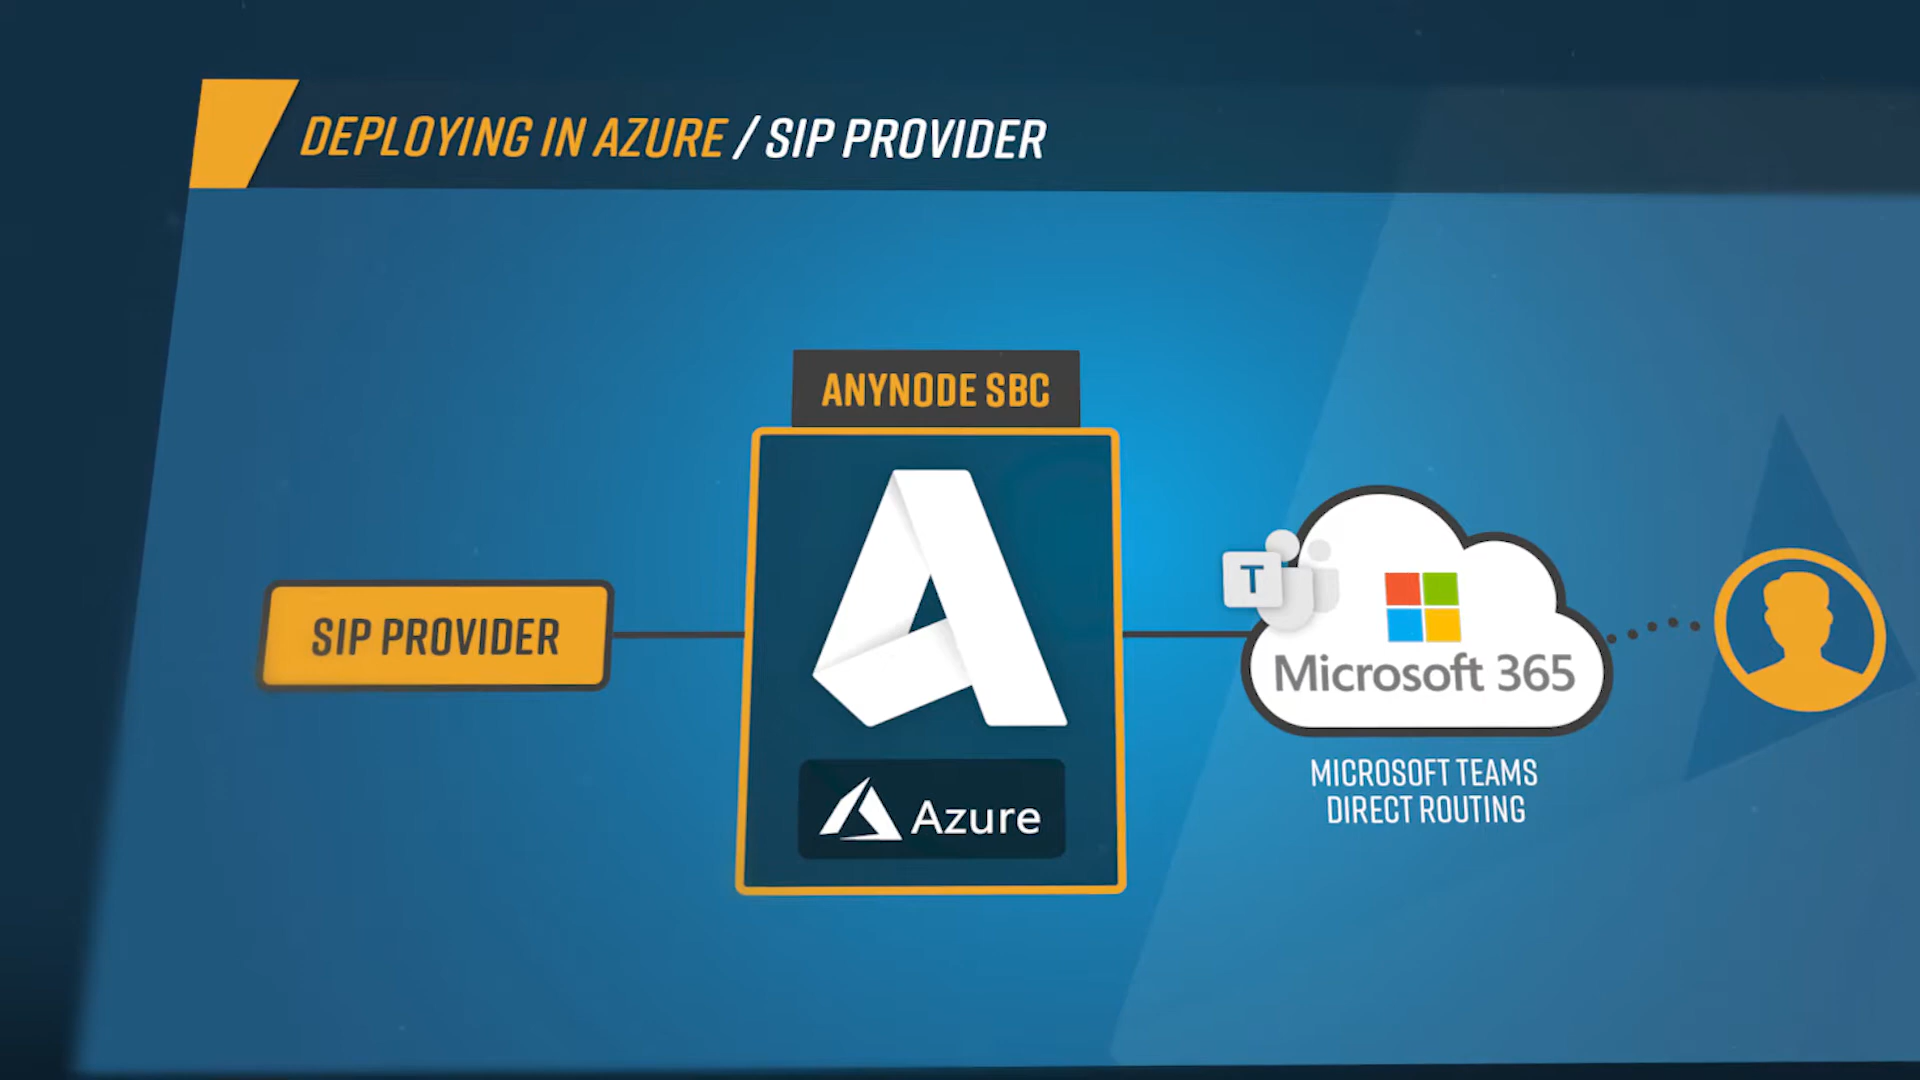 DEPLOYING IN AZURE / SIP PROVIDER
ANYNODE SBC
SIP PROVIDER
Azure
T
Microsoft 365
MICROSOFT TEAMS
DIRECT ROUTING